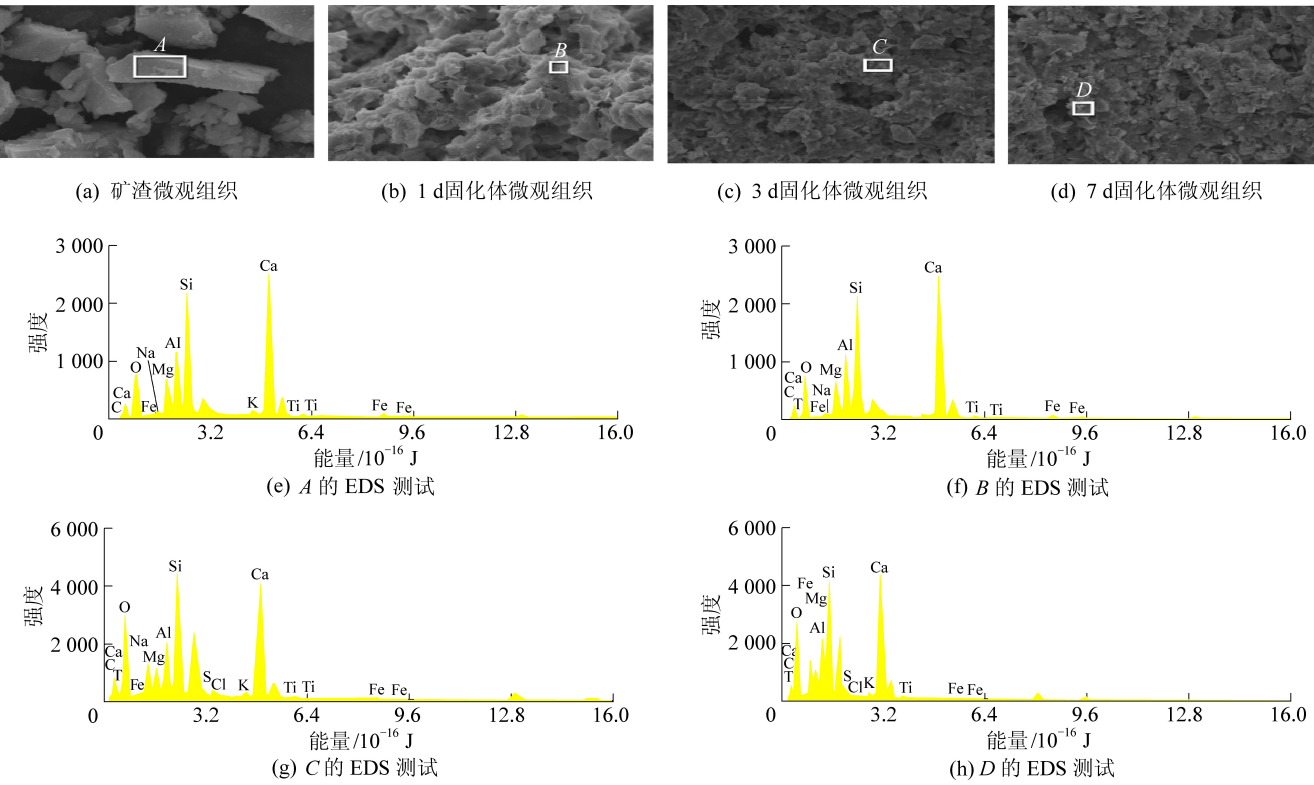 A
B
C
D
(a) 矿渣微观组织
(b) 1 d固化体微观组织
(c) 3 d固化体微观组织
(d) 7 d固化体微观组织
3 000
2 000
1 000
强度
Ca
Si
Al
Na
O
Mg
Ca
C
Fe
K
Ti
Ti
Fe
Fe
0
3.2
6.4
9.6
12.8
16.0
能量/10⁻¹⁶ J
(e) A 的 EDS 测试
3 000
2 000
1 000
强度
Ca
Si
Al
O
Mg
Ca
C
Na
T
Fe
Ti
Ti
Fe
Fe
0
3.2
6.4
9.6
12.8
16.0
能量/10⁻¹⁶ J
(f) B 的 EDS 测试
6 000
4 000
2 000
强度
Si
Ca
O
Na
Al
Ca
Mg
C
T
Fe
S
Cl
K
Ti
Ti
Fe
Fe
0
3.2
6.4
9.6
12.8
16.0
能量/10⁻¹⁶ J
(g) C 的 EDS 测试
6 000
4 000
2 000
强度
Ca
Si
Fe
Mg
O
Al
Ca
C
T
S
Cl
K
Ti
Fe
Fe
0
3.2
6.4
9.6
12.8
16.0
能量/10⁻¹⁶ J
(h) D 的 EDS 测试